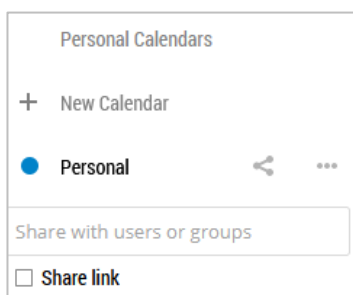 Personal Calendars
New Calendar
Personal
Share with users or groups
Share link